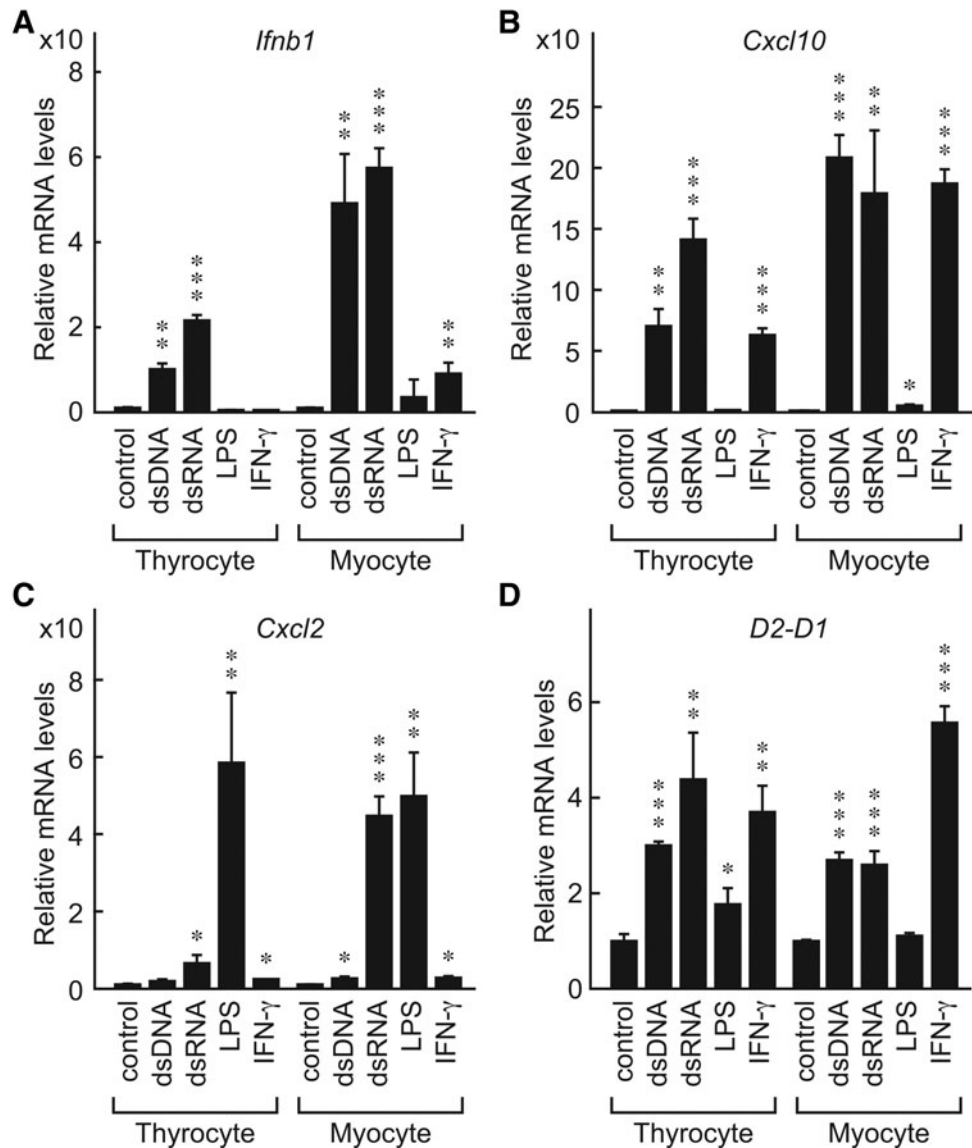 A
x10
Ifnb1
Relative mRNA levels
8
6
4
2
0
** *** ** *** **
control dsDNA dsRNA LPS IFN-γ control dsDNA dsRNA LPS IFN-γ
Thyrocyte Myocyte
B
x10
Cxcl10
Relative mRNA levels
25
20
15
10
5
0
** *** *** *** ** * ***
control dsDNA dsRNA LPS IFN-γ control dsDNA dsRNA LPS IFN-γ
Thyrocyte Myocyte
C
x10
Cxcl2
Relative mRNA levels
8
6
4
2
0
* ** * * *** ** *
control dsDNA dsRNA LPS IFN-γ control dsDNA dsRNA LPS IFN-γ
Thyrocyte Myocyte
D
D2-D1
Relative mRNA levels
6
4
2
0
*** ** * ** *** *** ***
control dsDNA dsRNA LPS IFN-γ control dsDNA dsRNA LPS IFN-γ
Thyrocyte Myocyte